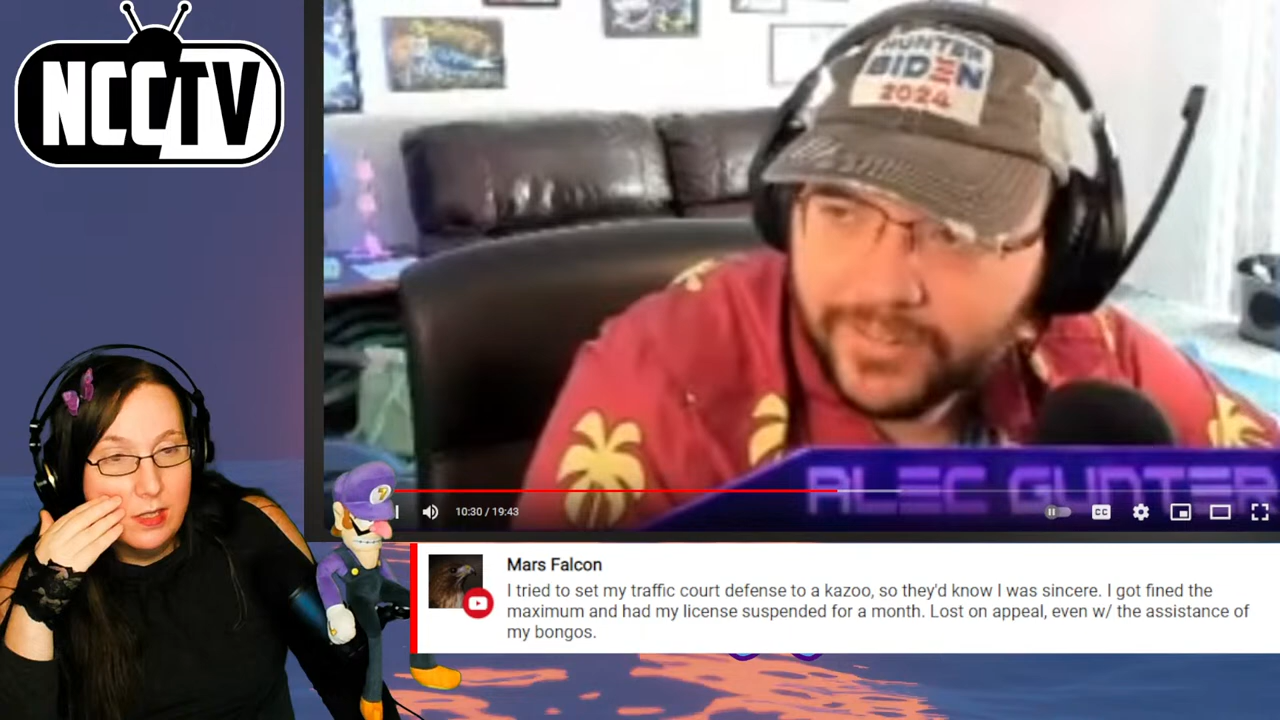 NCCTV
HUNTER
BIDEN
2024
ALEC GUNTER
10:30 / 19:43
CC
Mars Falcon
I tried to set my traffic court defense to a kazoo, so they'd know I was sincere. I got fined the
maximum and had my license suspended for a month. Lost on appeal, even w/ the assistance of
my bongos.